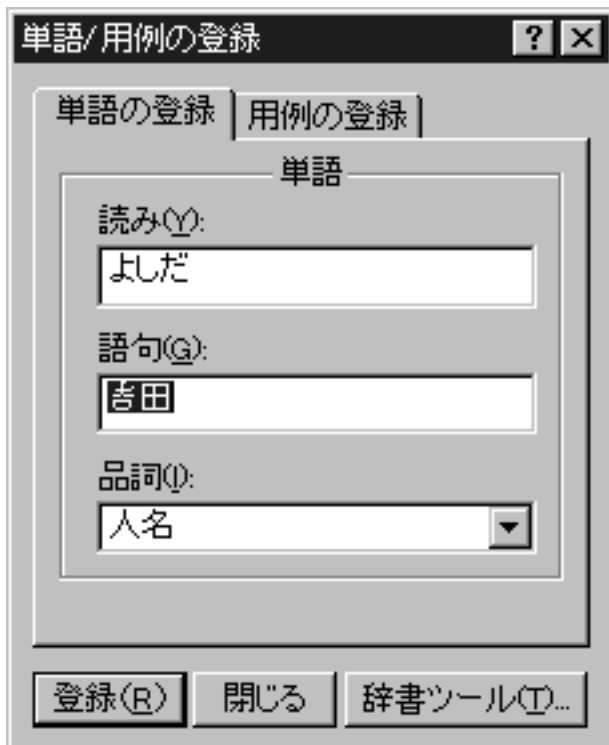 単語/用例の登録
単語の登録 用例の登録
単語
読み(Y):
よしだ
語句(G):
𠮷田
品詞(I):
人名
登録(R) 閉じる 辞書ツール(T)...